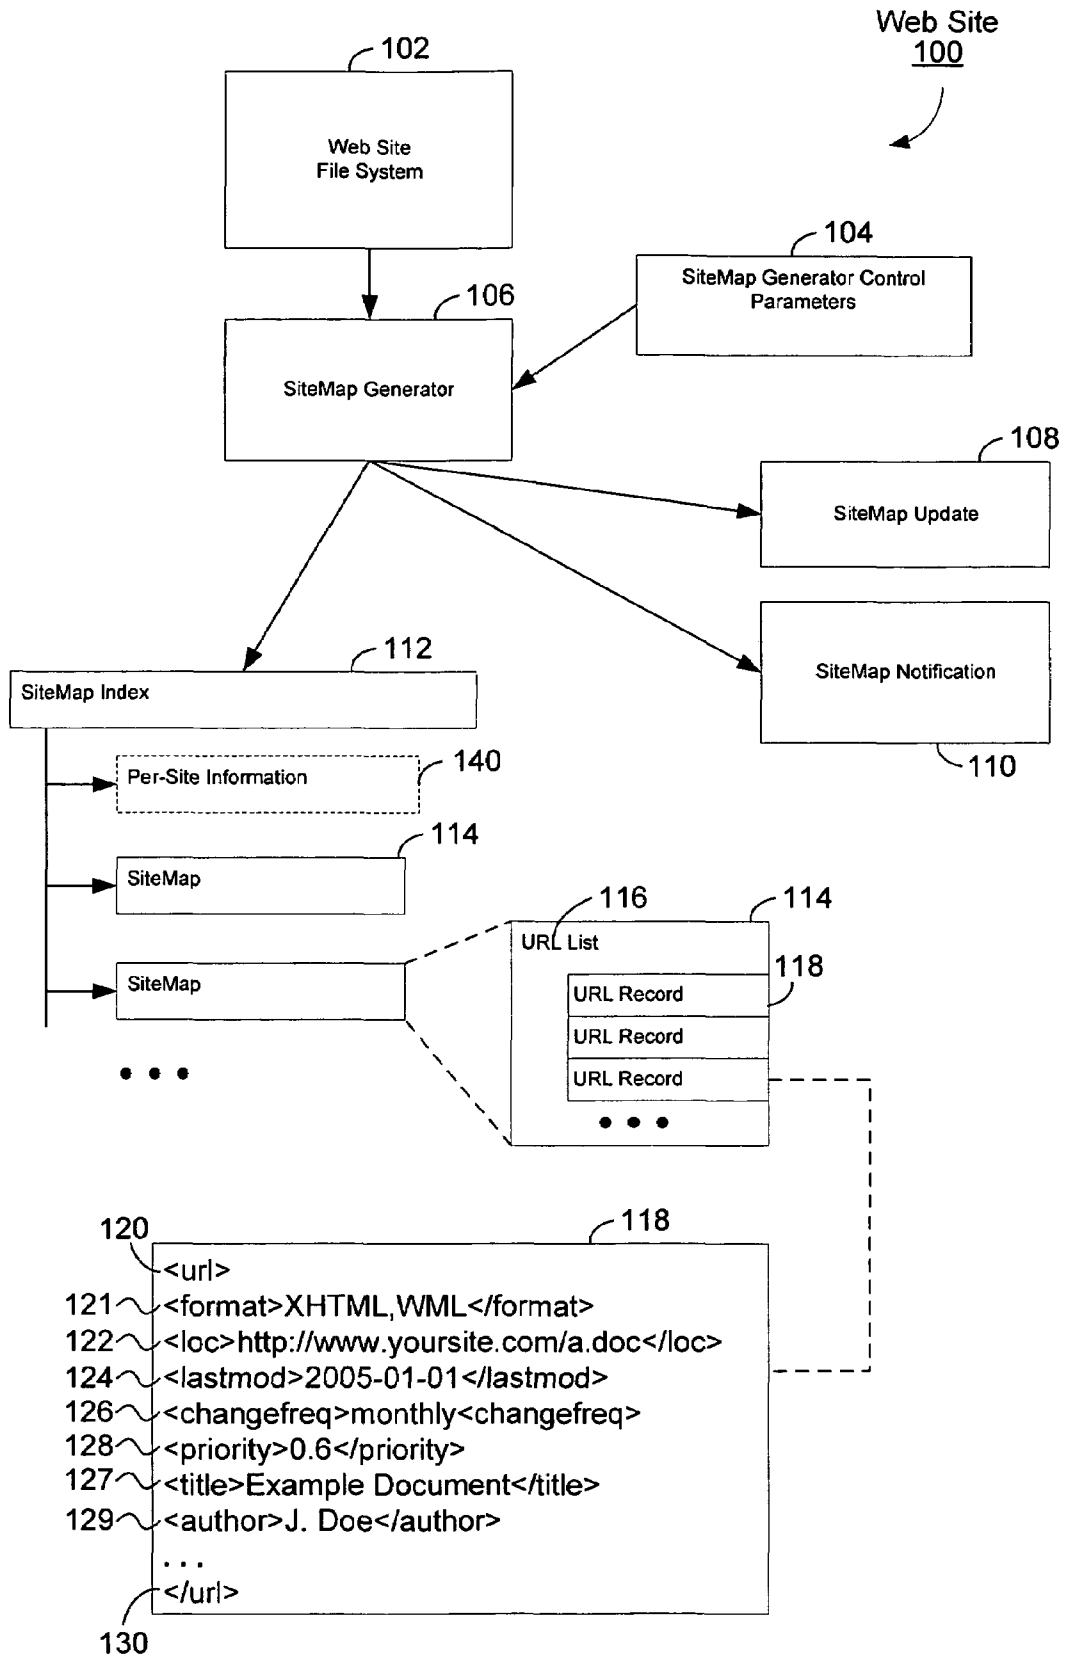 Web Site
100
102
Web Site
File System
104
SiteMap Generator Control
Parameters
106
SiteMap Generator
108
SiteMap Update
112
SiteMap Index
SiteMap Notification
110
140
Per-Site Information
114
SiteMap
116
114
URL List
118
SiteMap
URL Record
URL Record
URL Record
• • •
• • •
118
120
<url>
121 <format>XHTML,WML</format>
122 <loc>http://www.yoursite.com/a.doc</loc>
124 <lastmod>2005-01-01</lastmod>
126 <changefreq>monthly<changefreq>
128 <priority>0.6</priority>
127 <title>Example Document</title>
129 <author>J. Doe</author>
. . .
</url>
130